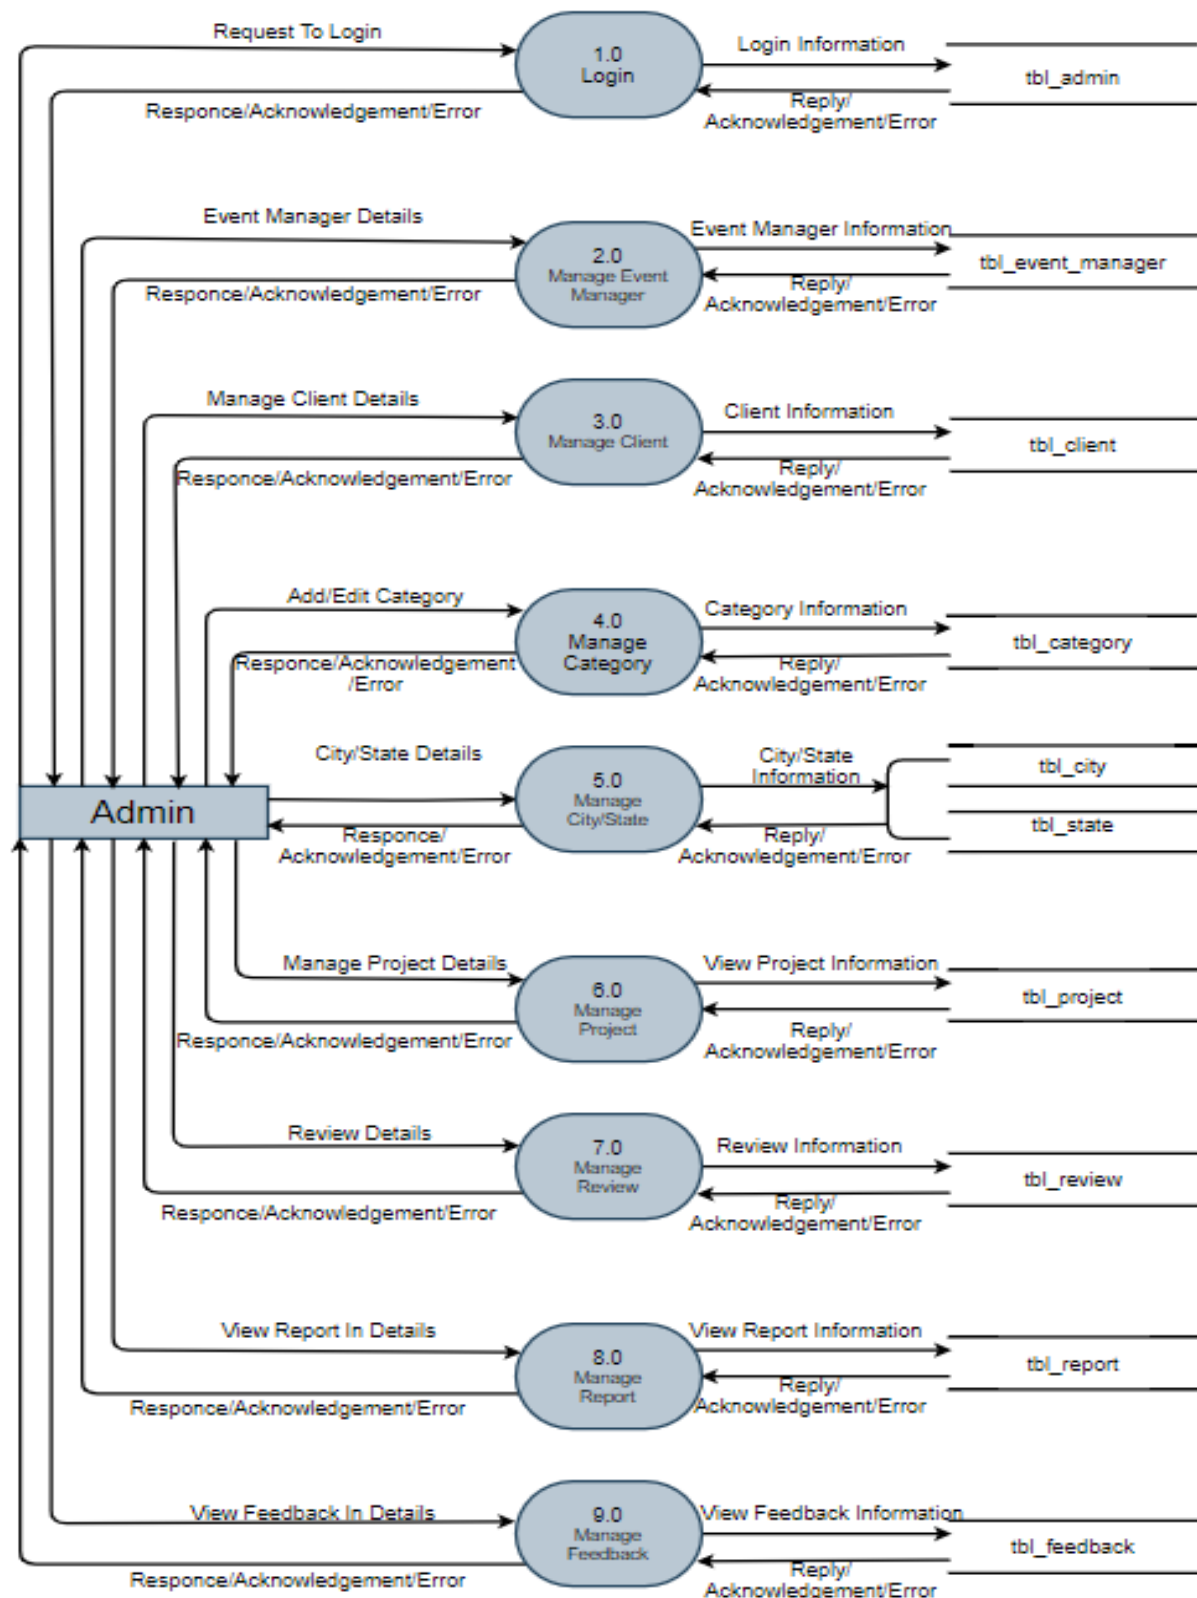 Request To Login
1.0
Login
Login Information
tbl_admin
Responce/Acknowledgement/Error
Reply/
Acknowledgement/Error
Event Manager Details
2.0
Manage Event
Manager
Event Manager Information
tbl_event_manager
Responce/Acknowledgement/Error
Reply/
Acknowledgement/Error
Manage Client Details
3.0
Manage Client
Client Information
tbl_client
Responce/Acknowledgement/Error
Reply/
Acknowledgement/Error
Add/Edit Category
4.0
Manage
Category
Category Information
tbl_category
Responce/Acknowledgement
/Error
Reply/
Acknowledgement/Error
City/State Details
5.0
Manage
City/State
City/State
Information
tbl_city
tbl_state
Admin
Responce/
Acknowledgement/Error
Reply/
Acknowledgement/Error
Manage Project Details
6.0
Manage
Project
View Project Information
tbl_project
Responce/Acknowledgement/Error
Reply/
Acknowledgement/Error
Review Details
7.0
Manage
Review
Review Information
tbl_review
Responce/Acknowledgement/Error
Reply/
Acknowledgement/Error
View Report In Details
8.0
Manage
Report
View Report Information
tbl_report
Responce/Acknowledgement/Error
Reply/
Acknowledgement/Error
View Feedback In Details
9.0
Manage
Feedback
View Feedback Information
tbl_feedback
Responce/Acknowledgement/Error
Reply/
Acknowledgement/Error